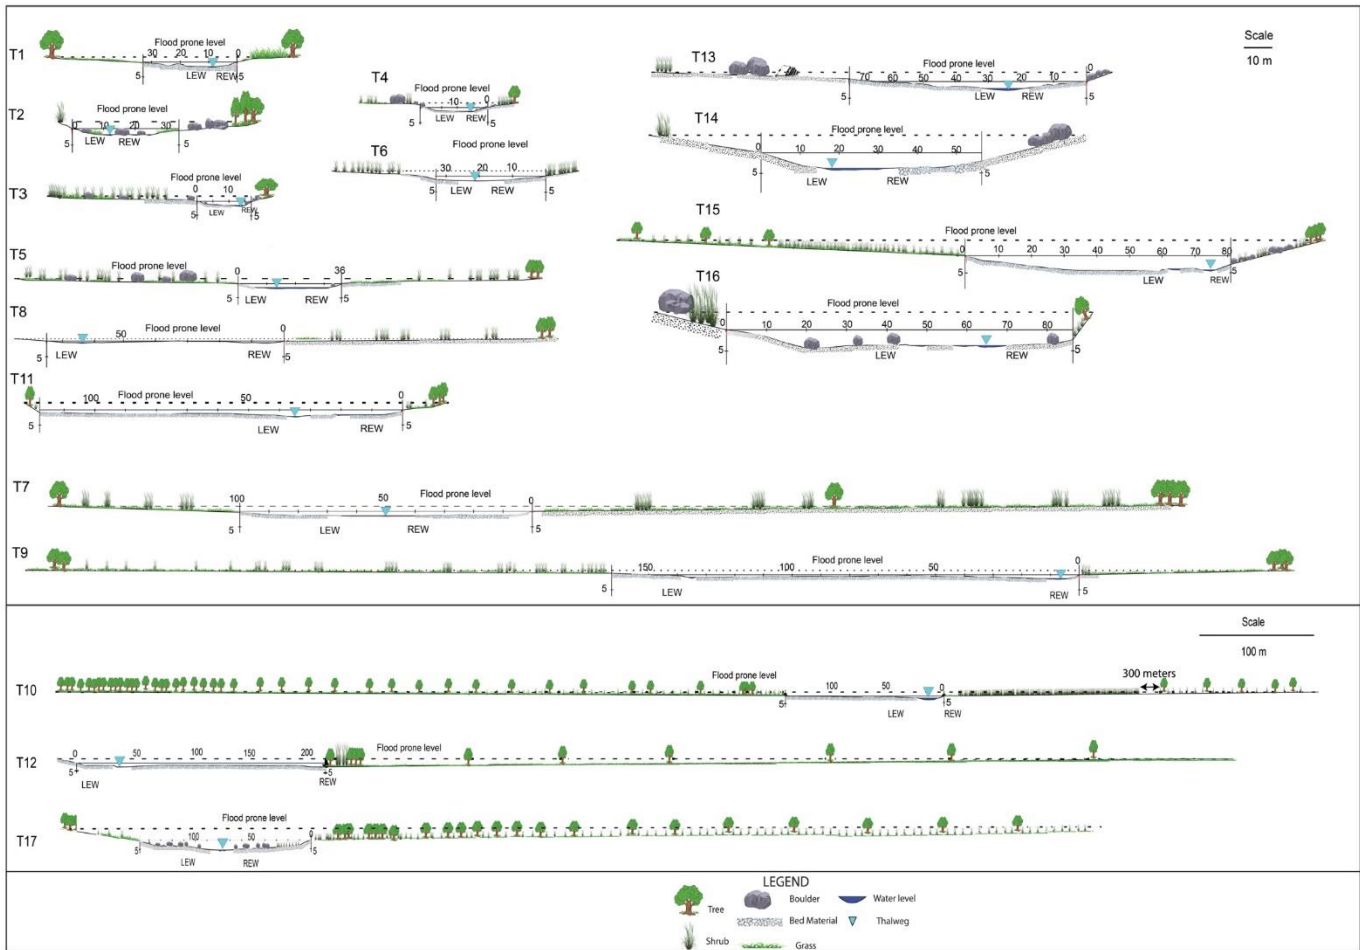 T1
Flood prone level
30 20 10 0
5 LEW REW 5
T2
0 10 20 30
5 LEW REW 5
T3
Flood prone level
0 10
5 LEW REW 5
T4
Flood prone level
10 0
5 LEW REW 5
T5
Flood prone level
0 36
5 LEW REW 5
T6
Flood prone level
30 20 10
5 LEW REW 5
T8
50 Flood prone level 0
5 LEW REW 5
T11
100 Flood prone level 50 0
5 LEW REW 5
T13
Flood prone level
70 60 50 40 30 20 10 0
5 LEW REW 5
Scale
10 m
T14
Flood prone level
10 20 30 40 50
5 LEW REW 5
T15
Flood prone level
0 10 20 30 40 50 60 70 80
5 LEW REW 5
T16
Flood prone level
0 10 20 30 40 50 60 70 80
5 LEW REW 5
T7
100 50 Flood prone level 0
5 LEW REW 5
T9
150 100 Flood prone level 50 0
5 LEW REW 5
Scale
100 m
T10
Flood prone level
100 50 0
5 LEW REW 5
300 meters
T12
0 50 100 150 200 Flood prone level
5 LEW REW 5
T17
Flood prone level
100 50 0
5 LEW REW 5
LEGEND
Tree Boulder Water level
Bed Material Thalweg
Shrub Grass